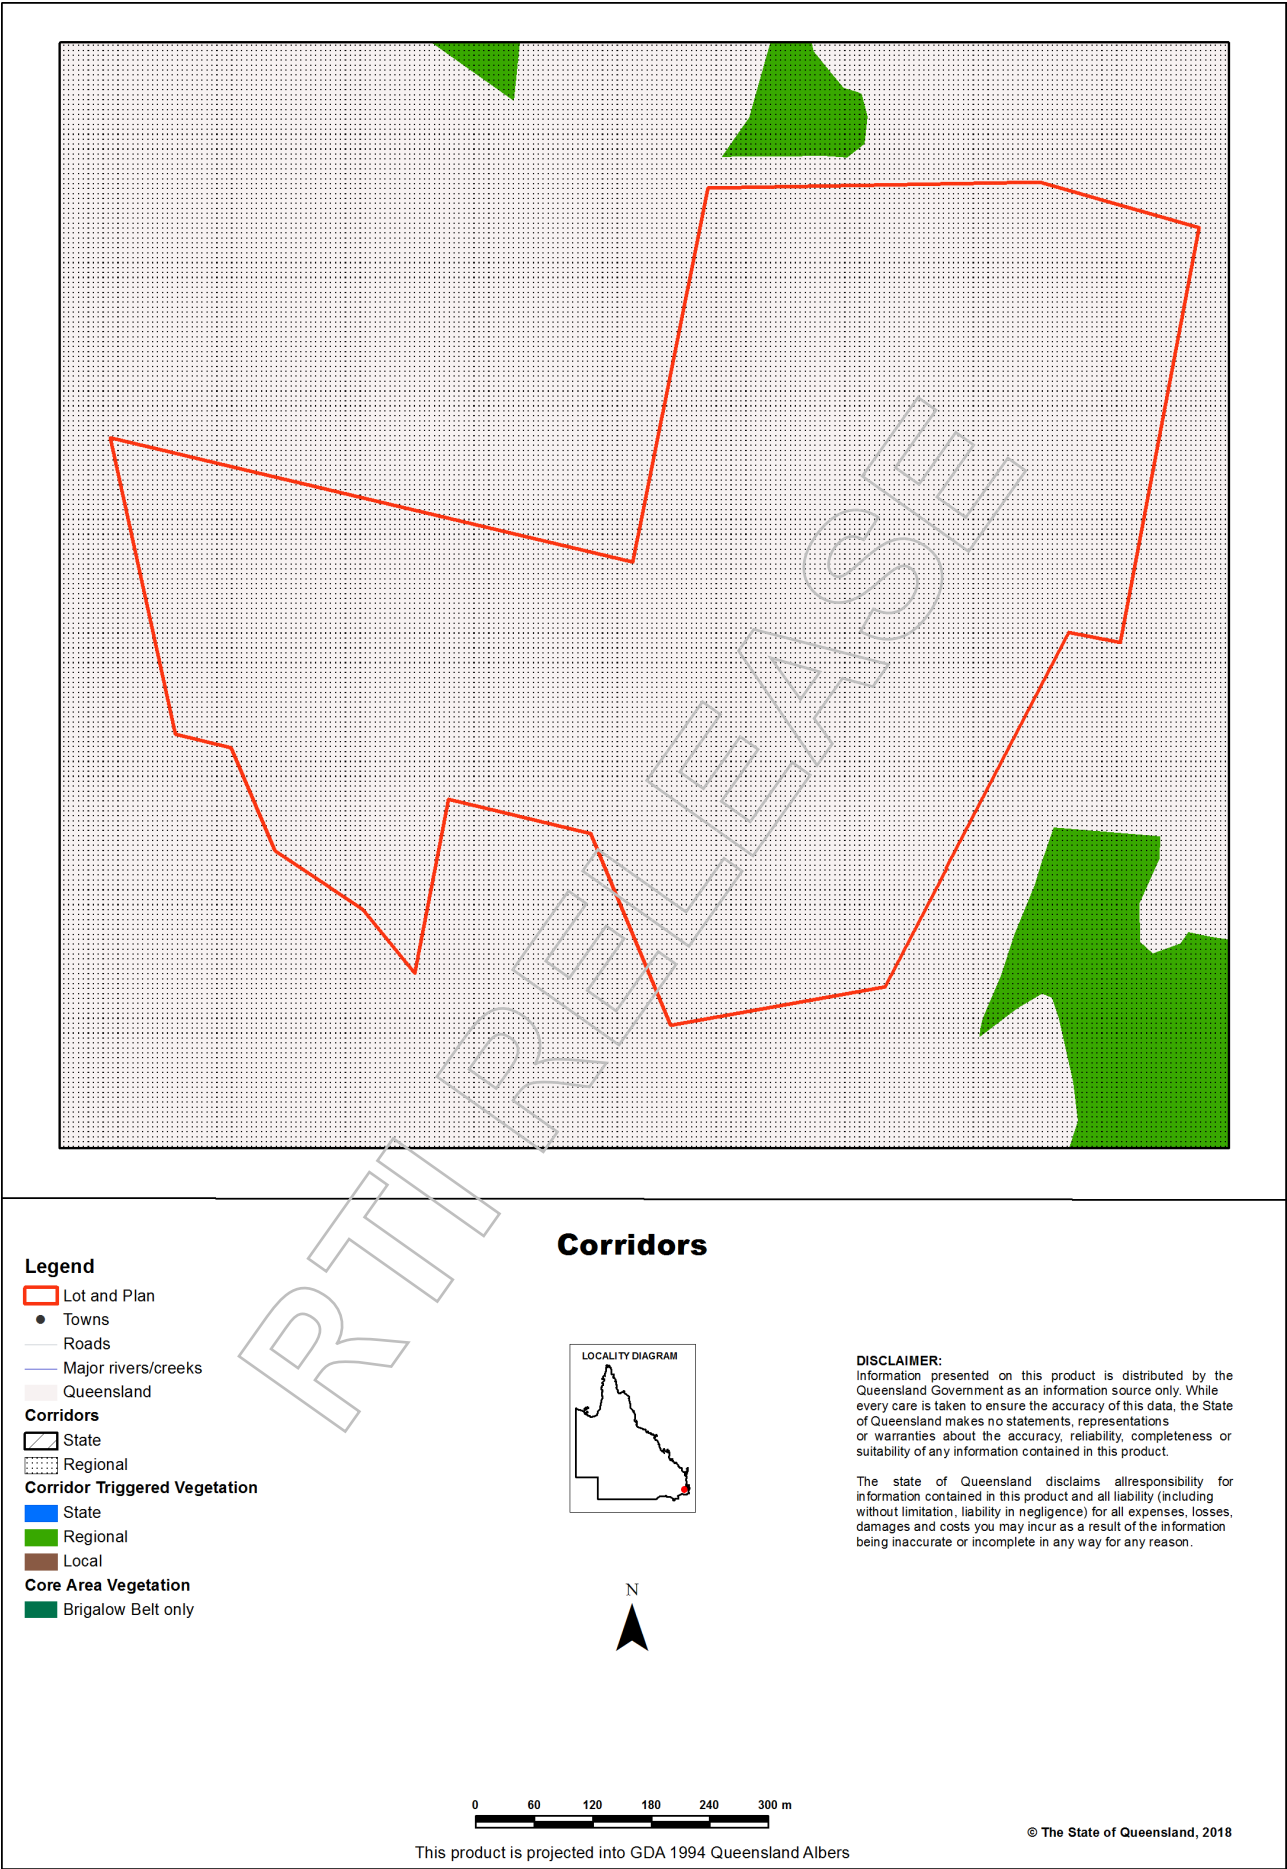 RTI RELEASE
Corridors
Legend
Lot and Plan
Towns
Roads
Major rivers/creeks
Queensland
Corridors
State
Regional
Corridor Triggered Vegetation
State
Regional
Local
Core Area Vegetation
Brigalow Belt only
LOCALITY DIAGRAM
N
DISCLAIMER:
Information presented on this product is distributed by the
Queensland Government as an information source only. While
every care is taken to ensure the accuracy of this data, the State
of Queensland makes no statements, representations
or warranties about the accuracy, reliability, completeness or
suitability of any information contained in this product.
The state of Queensland disclaims allresponsibility for
information contained in this product and all liability (including
without limitation, liability in negligence) for all expenses, losses,
damages and costs you may incur as a result of the information
being inaccurate or incomplete in any way for any reason.
0 60 120 180 240 300 m
This product is projected into GDA 1994 Queensland Albers
© The State of Queensland, 2018